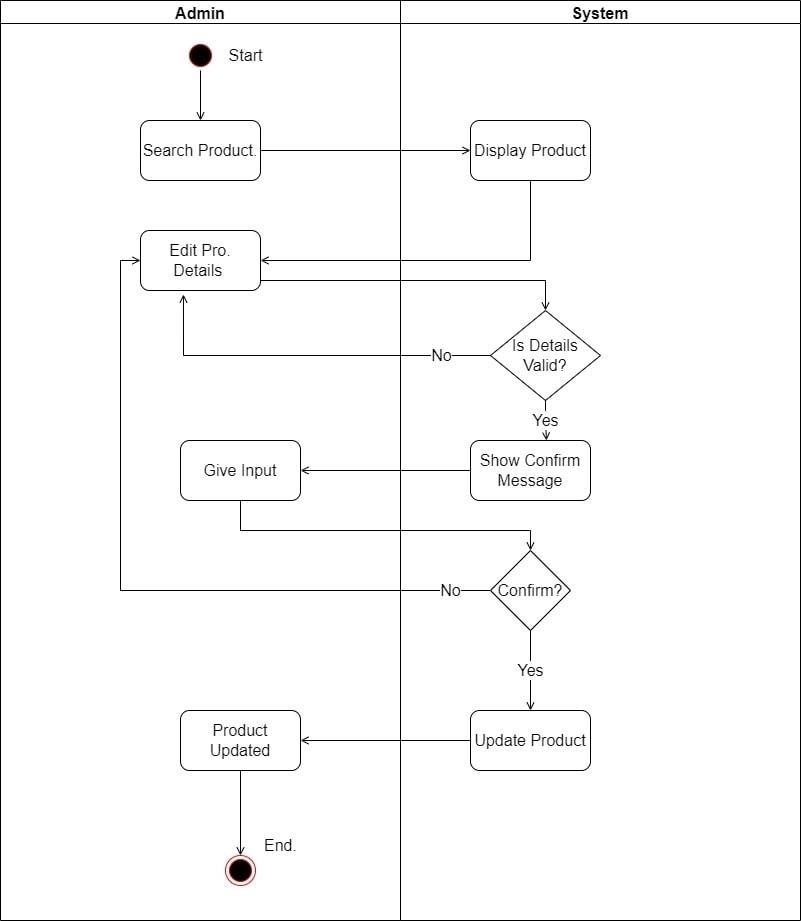 Admin
System
Start
Search Product.
Display Product
Edit Pro.
Details
Is Details
Valid?
No
Yes
Give Input
Show Confirm
Message
No
Confirm?
Yes
Product
Updated
Update Product
End.